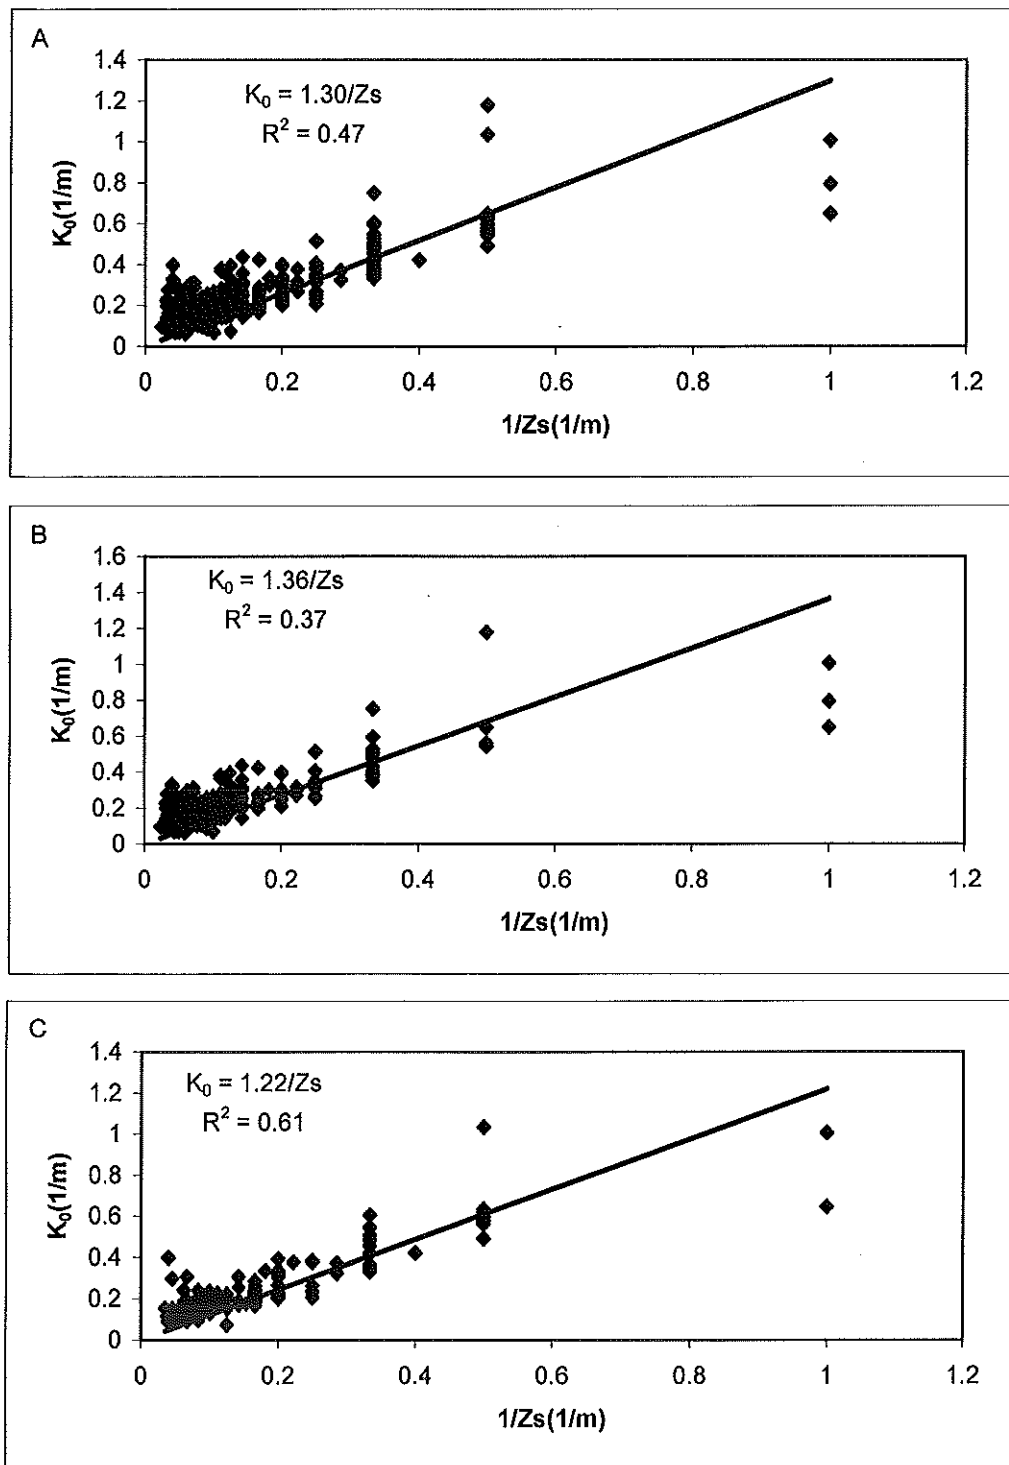 A
1.4
1.2
1
0.8
0.6
0.4
0.2
0
K₀ = 1.30/Zs
R² = 0.47
K₀(1/m)
0 0.2 0.4 0.6 0.8 1 1.2
1/Zs(1/m)
B
1.6
1.4
1.2
1
0.8
0.6
0.4
0.2
0
K₀ = 1.36/Zs
R² = 0.37
K₀(1/m)
0 0.2 0.4 0.6 0.8 1 1.2
1/Zs(1/m)
C
1.4
1.2
1
0.8
0.6
0.4
0.2
0
K₀ = 1.22/Zs
R² = 0.61
K₀(1/m)
0 0.2 0.4 0.6 0.8 1 1.2
1/Zs(1/m)